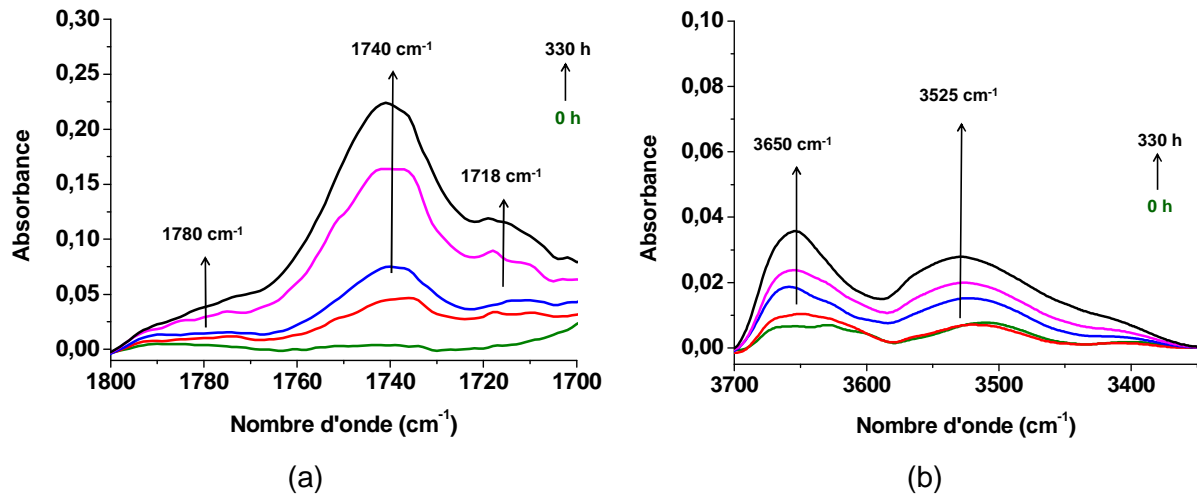 0,30
0,25
0,20
0,15
0,10
0,05
0,00
Absorbance
1740 cm⁻¹
330 h
0 h
1718 cm⁻¹
1780 cm⁻¹
1800
1780
1760
1740
1720
1700
Nombre d'onde (cm⁻¹)
(a)
0,10
0,08
0,06
0,04
0,02
0,00
Absorbance
3525 cm⁻¹
3650 cm⁻¹
330 h
0 h
3700
3600
3500
3400
Nombre d'onde (cm⁻¹)
(b)